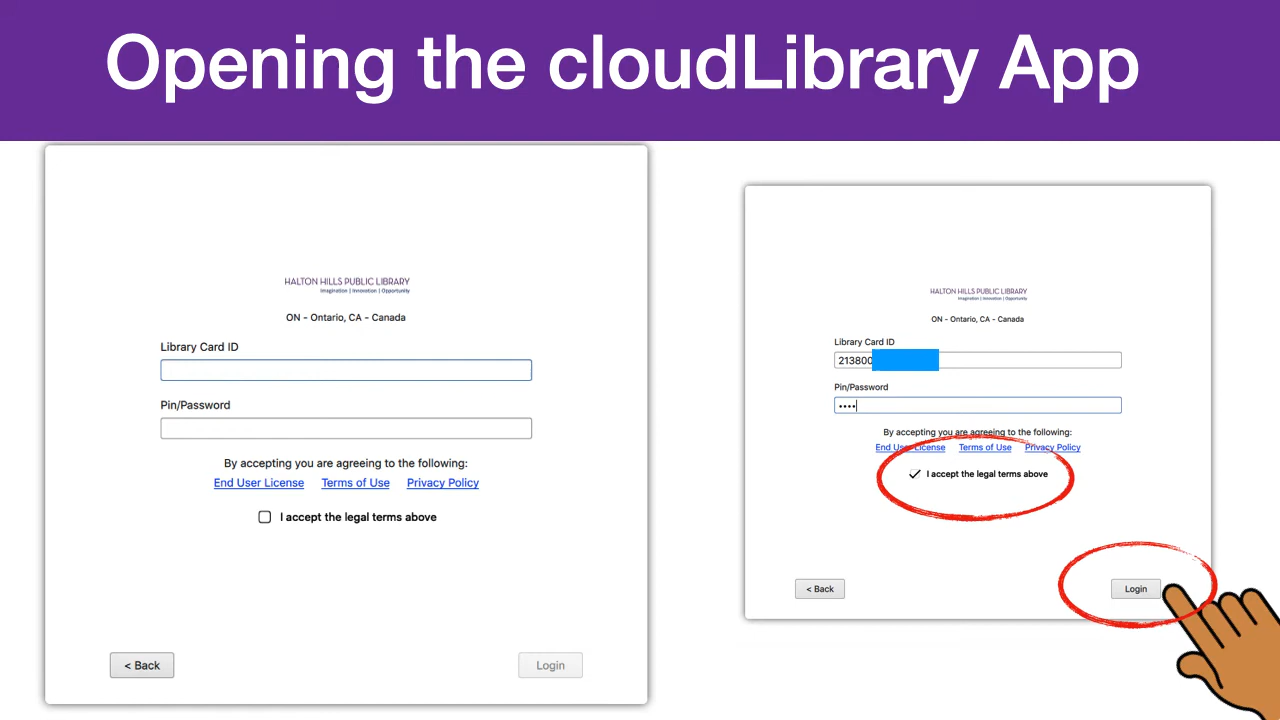 Opening the cloudLibrary App
HALTON HILLS PUBLIC LIBRARY
Imagination | Innovation | Opportunity
ON - Ontario, CA - Canada
Library Card ID
Pin/Password
By accepting you are agreeing to the following:
End User License Terms of Use Privacy Policy
I accept the legal terms above
< Back Login
HALTON HILLS PUBLIC LIBRARY
Imagination | Innovation | Opportunity
ON - Ontario, CA - Canada
Library Card ID
213800
Pin/Password
••••
By accepting you are agreeing to the following:
End User License Terms of Use Privacy Policy
I accept the legal terms above
< Back Login